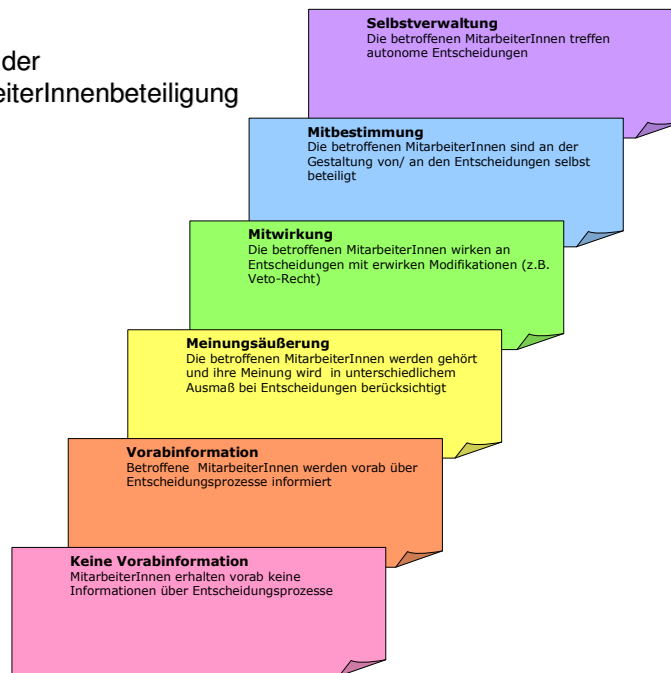 der
eiterInnenbeteiligung
Selbstverwaltung
Die betroffenen MitarbeiterInnen treffen
autonome Entscheidungen
Mitbestimmung
Die betroffenen MitarbeiterInnen sind an der
Gestaltung von/ an den Entscheidungen selbst
beteiligt
Mitwirkung
Die betroffenen MitarbeiterInnen wirken an
Entscheidungen mit erwirken Modifikationen (z.B.
Veto-Recht)
Meinungsäußerung
Die betroffenen MitarbeiterInnen werden gehört
und ihre Meinung wird in unterschiedlichem
Ausmaß bei Entscheidungen berücksichtigt
Vorabinformation
Betroffene MitarbeiterInnen werden vorab über
Entscheidungsprozesse informiert
Keine Vorabinformation
MitarbeiterInnen erhalten vorab keine
Informationen über Entscheidungsprozesse